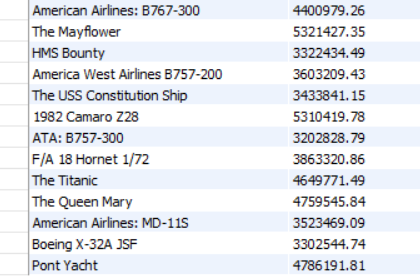 American Airlines: B767-300 4400979.26
The Mayflower 5321427.35
HMS Bounty 3322434.49
America West Airlines B757-200 3603209.43
The USS Constitution Ship 3433841.15
1982 Camaro Z28 5310419.78
ATA: B757-300 3202828.79
F/A 18 Hornet 1/72 3863320.86
The Titanic 4649771.49
The Queen Mary 4759545.84
American Airlines: MD-11S 3523469.09
Boeing X-32A JSF 3302544.74
Pont Yacht 4786191.81